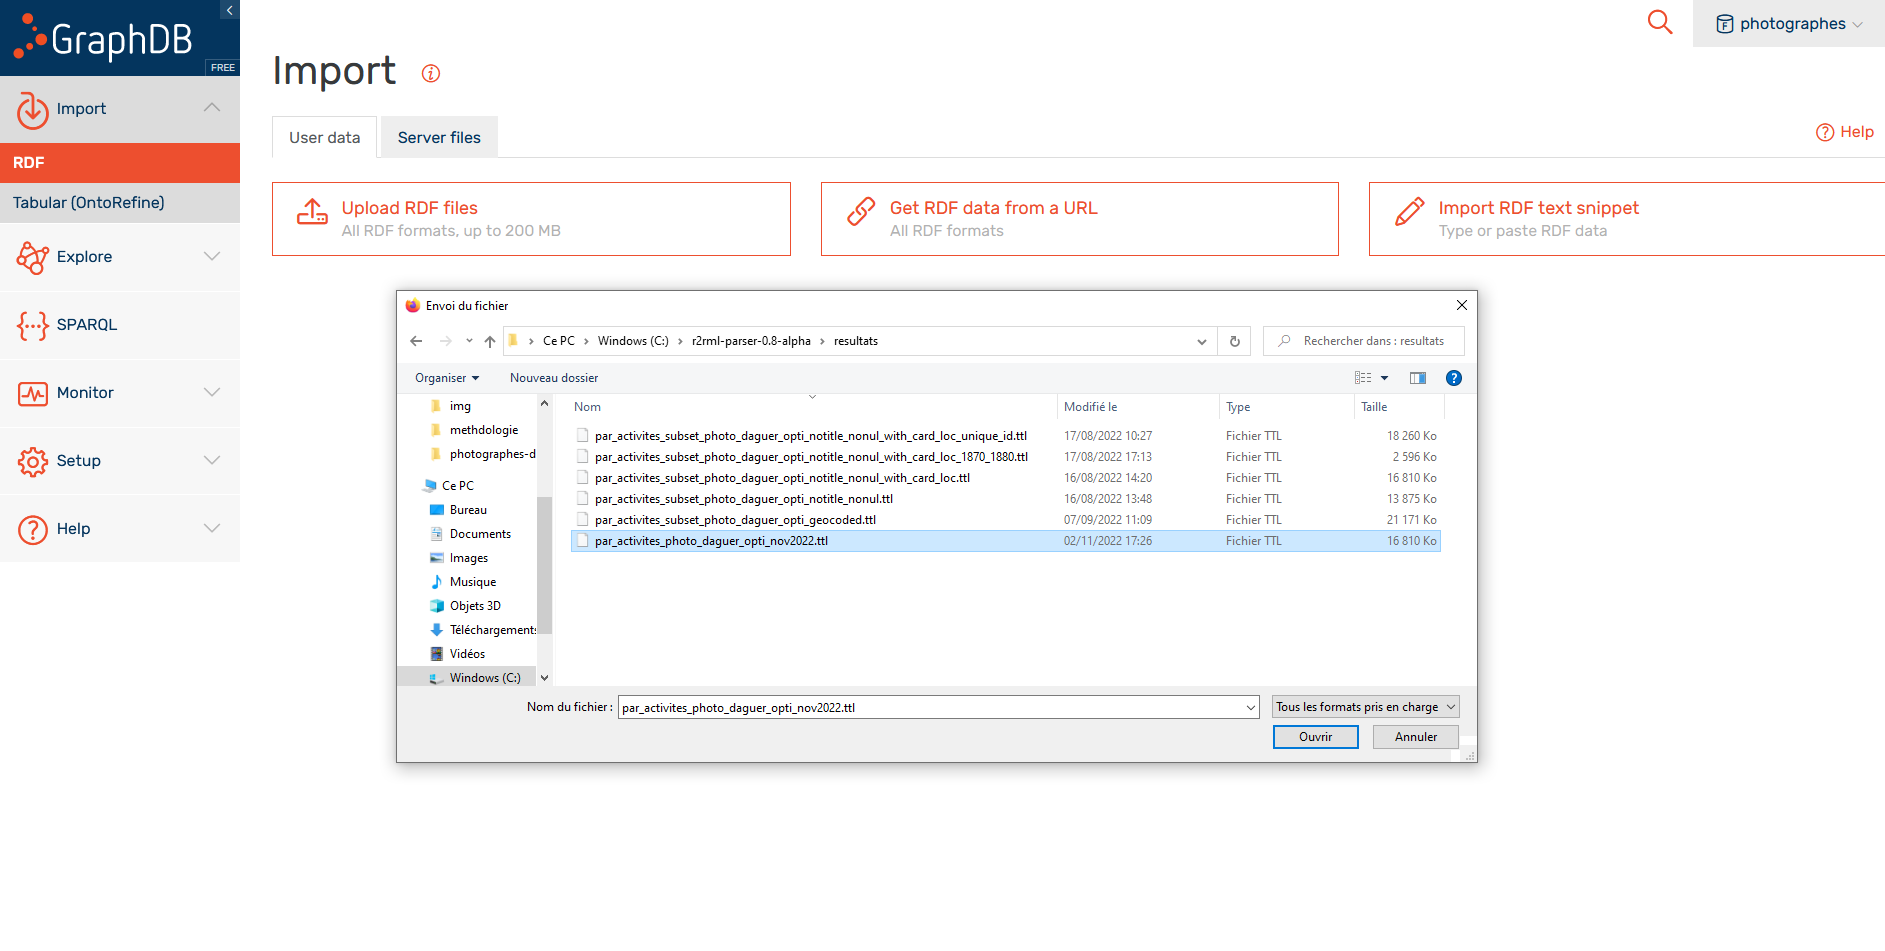 GraphDB
FREE
Import
RDF
Tabular (OntoRefine)
Explore
SPARQL
Monitor
Setup
Help
photographes
Import
User data
Server files
Help
Upload RDF files
All RDF formats, up to 200 MB
Get RDF data from a URL
All RDF formats
Import RDF text snippet
Type or paste RDF data
Envoi du fichier
Ce PC > Windows (C:) > r2rml-parser-0.8-alpha > resultats
Rechercher dans : resultats
Organiser
Nouveau dossier
img
methdologie
photographes-d
Ce PC
Bureau
Documents
Images
Musique
Objets 3D
Téléchargements
Vidéos
Windows (C:)
Nom Modifié le Type Taille
par_activites_subset_photo_daguer_opti_notitle_nonul_with_card_loc_unique_id.ttl 17/08/2022 10:27 Fichier TTL 18 260 Ko
par_activites_subset_photo_daguer_opti_notitle_nonul_with_card_loc_1870_1880.ttl 17/08/2022 17:13 Fichier TTL 2 596 Ko
par_activites_subset_photo_daguer_opti_notitle_nonul_with_card_loc.ttl 16/08/2022 14:20 Fichier TTL 16 810 Ko
par_activites_subset_photo_daguer_opti_notitle_nonul.ttl 16/08/2022 13:48 Fichier TTL 13 875 Ko
par_activites_subset_photo_daguer_opti_geocoded.ttl 07/09/2022 11:09 Fichier TTL 21 171 Ko
par_activites_photo_daguer_opti_nov2022.ttl 02/11/2022 17:26 Fichier TTL 16 810 Ko
Nom du fichier : par_activites_photo_daguer_opti_nov2022.ttl
Tous les formats pris en charge
Ouvrir
Annuler